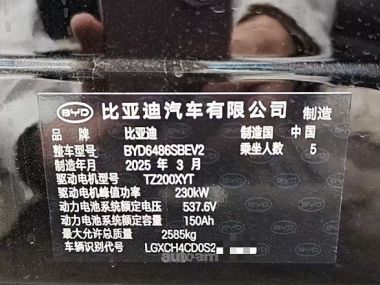 BYD 比亚迪汽车有限公司 制造
品牌 比亚迪 制造国 中国
整车型号 BYD6486SBEV2 乘坐人数 5
制造年月 2025 年 3 月
驱动电机型号 TZ200XYT
驱动电机峰值功率 230kW
动力电池系统额定电压 537.6V
动力电池系统额定容量 150Ah
最大允许总质量 2585kg
车辆识别代号 LGXCH4CD0S2
autoam
BYD